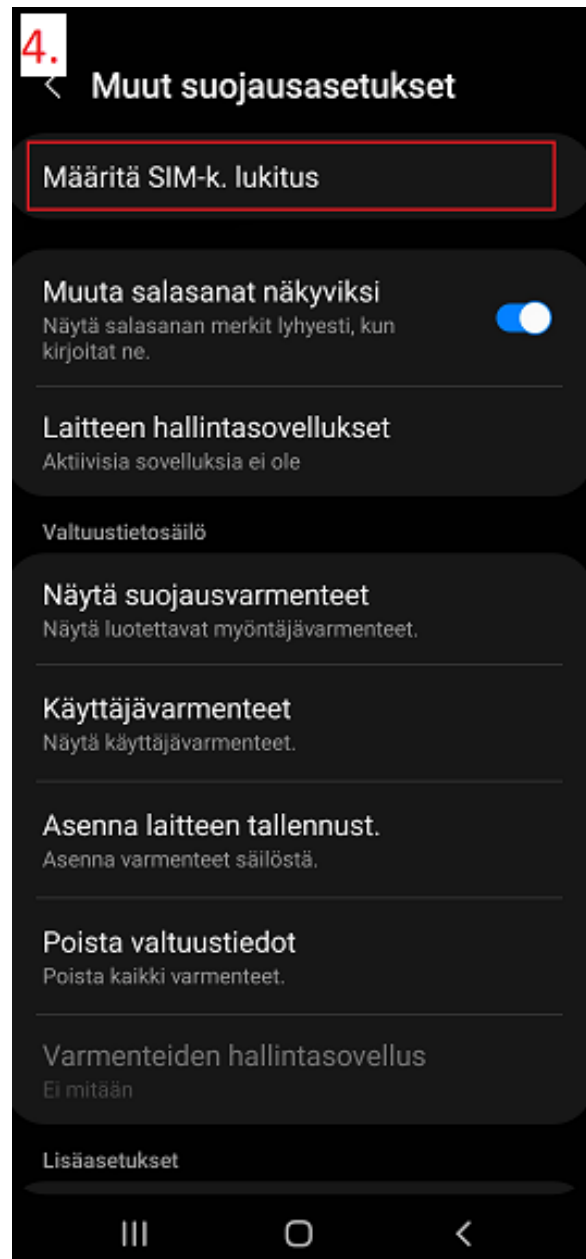 4.
Muut suojausasetukset
Määritä SIM-k. lukitus
Muuta salasanat näkyviksi
Näytä salasanan merkit lyhyesti, kun
kirjoitat ne.
Laitteen hallintasovellukset
Aktiivisia sovelluksia ei ole
Valtuustietosäilö
Näytä suojausvarmenteet
Näytä luotettavat myöntäjävarmenteet.
Käyttäjävarmenteet
Näytä käyttäjävarmenteet.
Asenna laitteen tallennust.
Asenna varmenteet säilöstä.
Poista valtuustiedot
Poista kaikki varmenteet.
Varmenteiden hallintasovellus
Ei mitään
Lisäasetukset